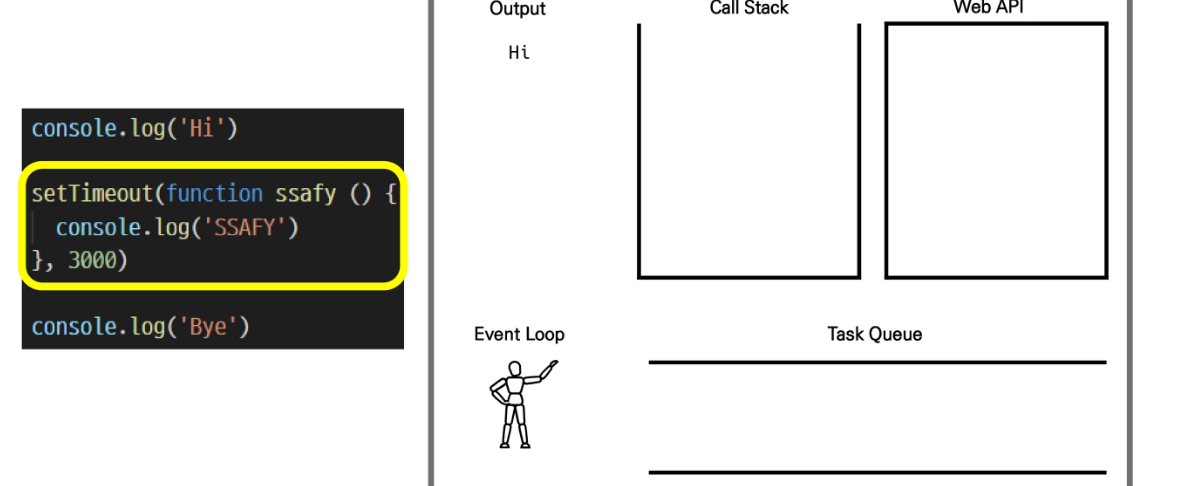 console.log('Hi')
setTimeout(function ssafy () {
  console.log('SSAFY')
}, 3000)
console.log('Bye')
Output
Hi
Call Stack
Web API
Event Loop
Task Queue